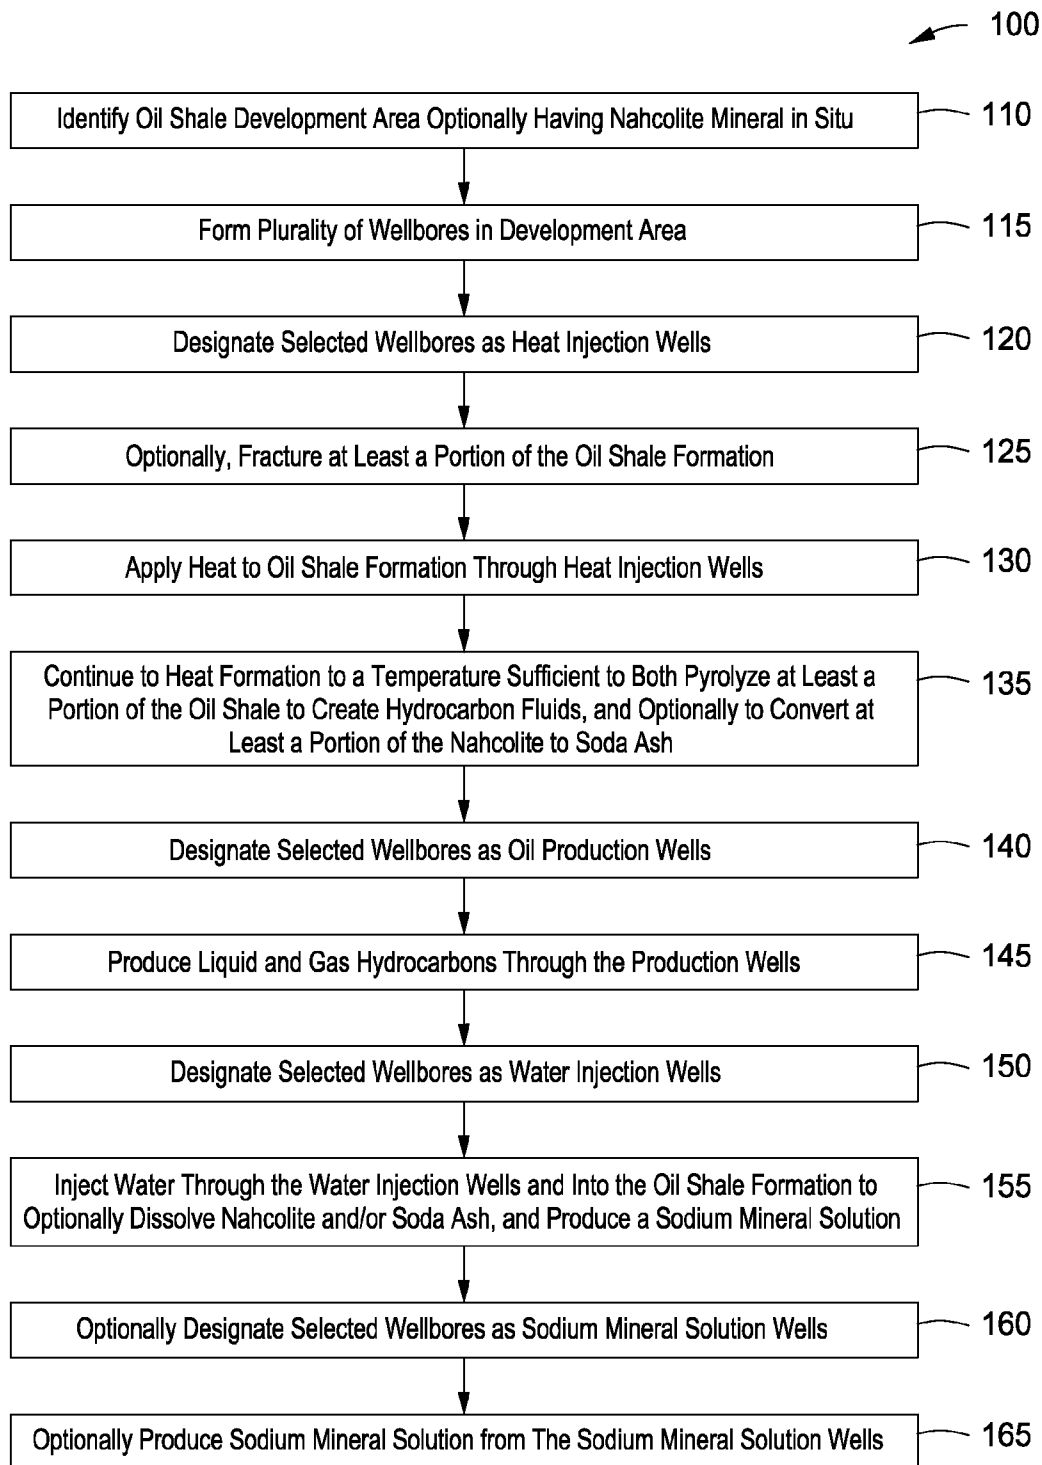 100
Identify Oil Shale Development Area Optionally Having Nahcolite Mineral in Situ
110
Form Plurality of Wellbores in Development Area
115
Designate Selected Wellbores as Heat Injection Wells
120
Optionally, Fracture at Least a Portion of the Oil Shale Formation
125
Apply Heat to Oil Shale Formation Through Heat Injection Wells
130
Continue to Heat Formation to a Temperature Sufficient to Both Pyrolyze at Least a
Portion of the Oil Shale to Create Hydrocarbon Fluids, and Optionally to Convert at
Least a Portion of the Nahcolite to Soda Ash
135
Designate Selected Wellbores as Oil Production Wells
140
Produce Liquid and Gas Hydrocarbons Through the Production Wells
145
Designate Selected Wellbores as Water Injection Wells
150
Inject Water Through the Water Injection Wells and Into the Oil Shale Formation to
Optionally Dissolve Nahcolite and/or Soda Ash, and Produce a Sodium Mineral Solution
155
Optionally Designate Selected Wellbores as Sodium Mineral Solution Wells
160
Optionally Produce Sodium Mineral Solution from The Sodium Mineral Solution Wells
165